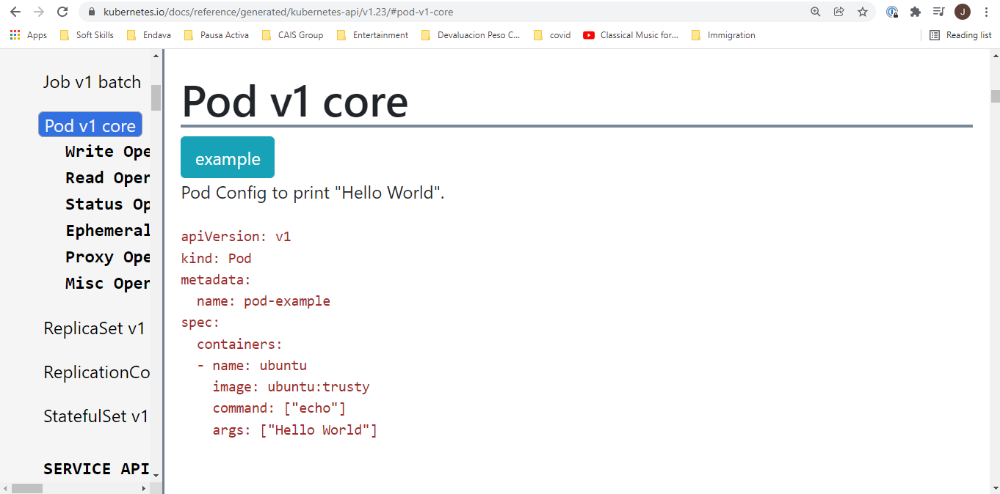 kubernetes.io/docs/reference/generated/kubernetes-api/v1.23/#pod-v1-core
J
Apps Soft Skills Endava Pausa Activa CAIS Group Entertainment Devaluacion Peso C... covid Classical Music for... Immigration Reading list
Job v1 batch
Pod v1 core
Write Ope
Read Oper
Status Op
Ephemeral
Proxy Ope
Misc Oper
ReplicaSet v1
ReplicationCo
StatefulSet v1
SERVICE API
Pod v1 core
example
Pod Config to print "Hello World".
apiVersion: v1
kind: Pod
metadata:
  name: pod-example
spec:
  containers:
  - name: ubuntu
    image: ubuntu:trusty
    command: ["echo"]
    args: ["Hello World"]